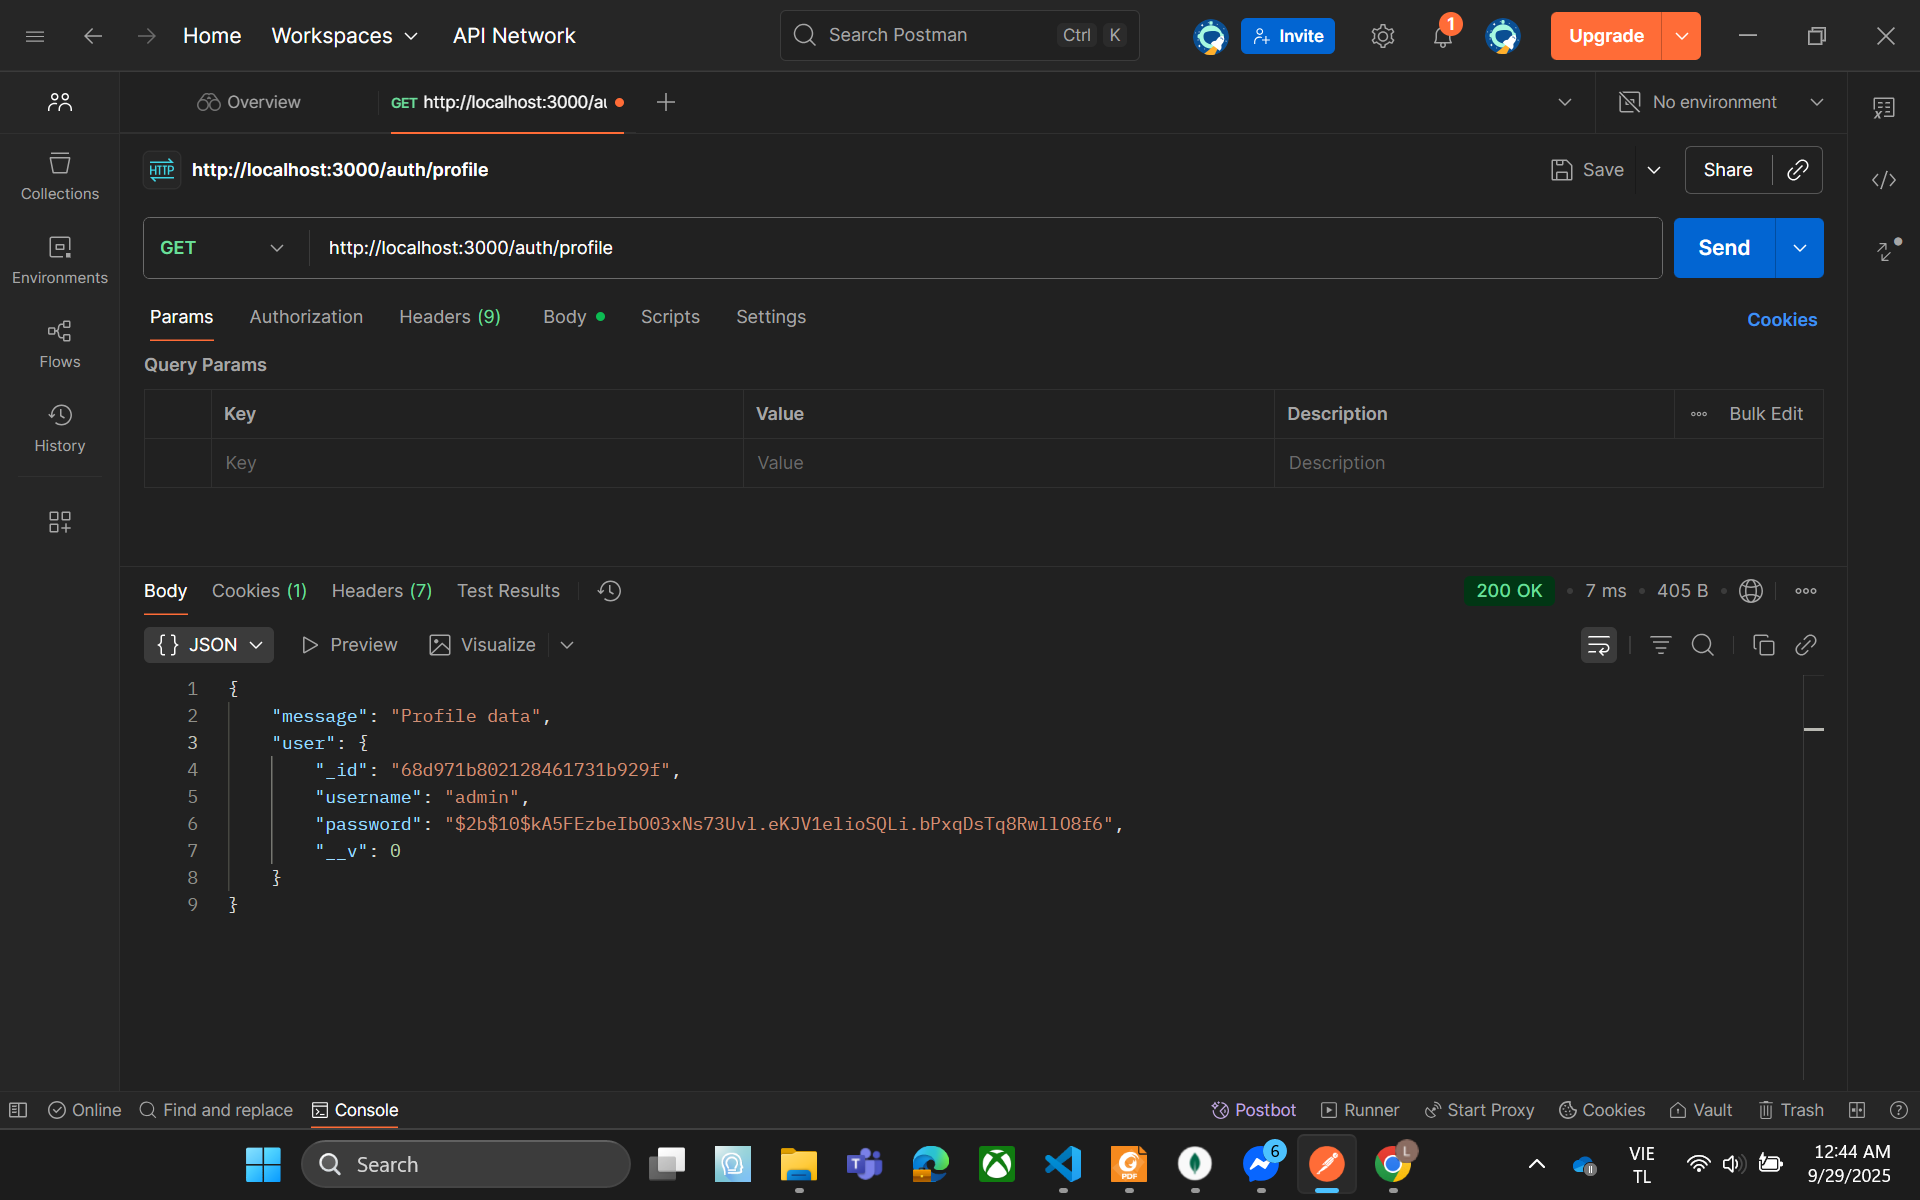 Home Workspaces API Network Search Postman Ctrl K Invite 1 Upgrade
Overview GET http://localhost:3000/au No environment
HTTP http://localhost:3000/auth/profile Save Share
Collections
GET http://localhost:3000/auth/profile Send
Environments
Params Authorization Headers (9) Body Scripts Settings Cookies
Flows
Query Params
Key Value Description Bulk Edit
History
Key Value Description
Body Cookies (1) Headers (7) Test Results 200 OK 7 ms 405 B
{} JSON Preview Visualize
1 {
2 "message": "Profile data",
3 "user": {
4 "_id": "68d971b802128461731b929f",
5 "username": "admin",
6 "password": "$2b$10$kA5FEzbeIbO03xNs73Uvl.eKJV1elioSQLi.bPxqDsTq8RwllO8f6",
7 "__v": 0
8 }
9 }
Online Find and replace Console Postbot Runner Start Proxy Cookies Vault Trash
Search 6 L VIE 12:44 AM
TL 9/29/2025